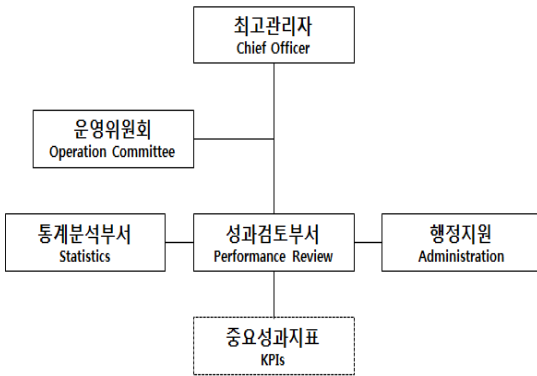 최고관리자
Chief Officer
운영위원회
Operation Committee
통계분석부서
Statistics
성과검토부서
Performance Review
행정지원
Administration
중요성과지표
KPIs